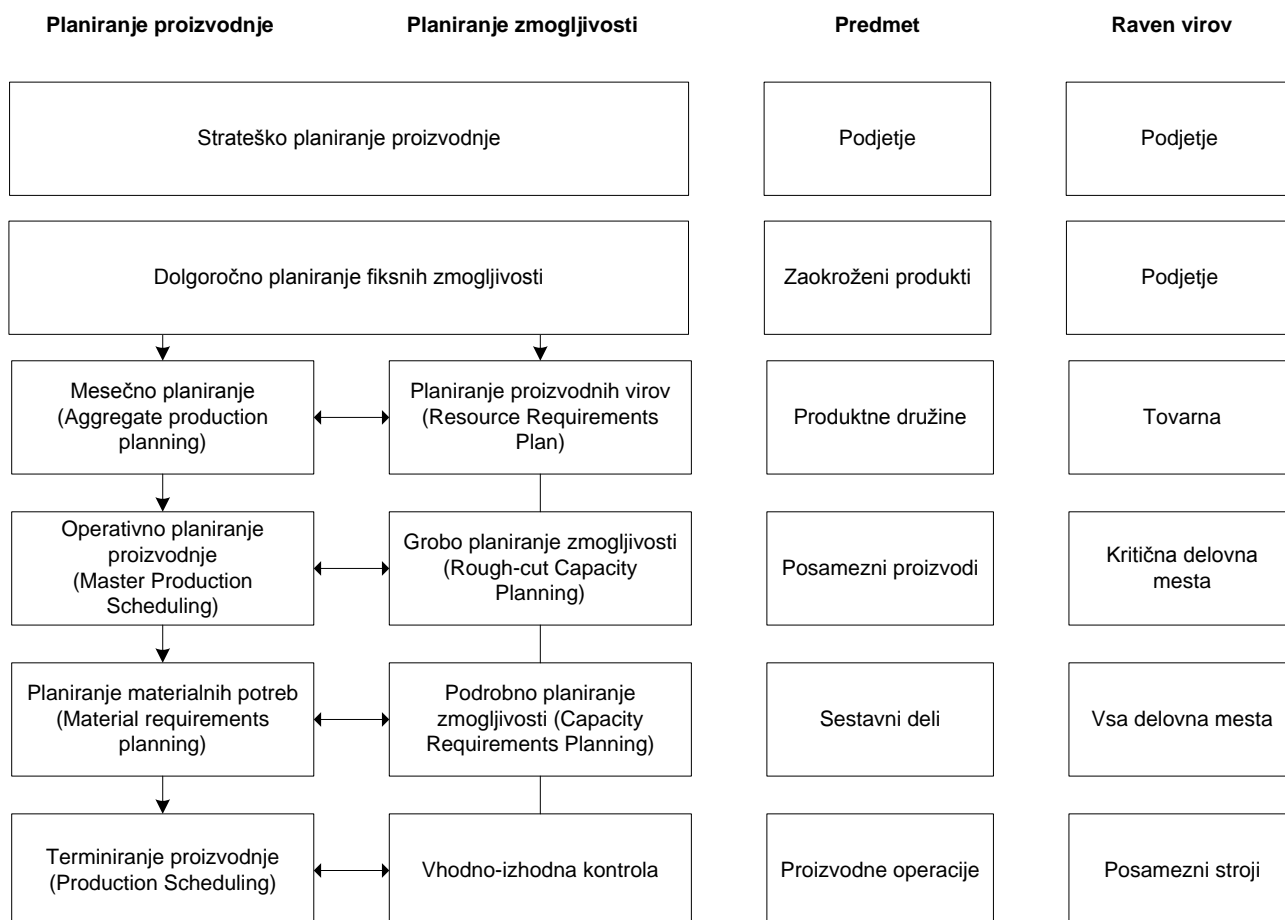 Planiranje proizvodnje
Planiranje zmogljivosti
Predmet
Raven virov
Strateško planiranje proizvodnje
Podjetje
Podjetje
Dolgoročno planiranje fiksnih zmogljivosti
Zaokroženi produkti
Podjetje
Mesečno planiranje
(Aggregate production
planning)
Planiranje proizvodnih virov
(Resource Requirements
Plan)
Produktne družine
Tovarna
Operativno planiranje
proizvodnje
(Master Production
Scheduling)
Grobo planiranje zmogljivosti
(Rough-cut Capacity
Planning)
Posamezni proizvodi
Kritična delovna
mesta
Planiranje materialnih potreb
(Material requirements
planning)
Podrobno planiranje
zmogljivosti (Capacity
Requirements Planning)
Sestavni deli
Vsa delovna mesta
Terminiranje proizvodnje
(Production Scheduling)
Vhodno-izhodna kontrola
Proizvodne operacije
Posamezni stroji